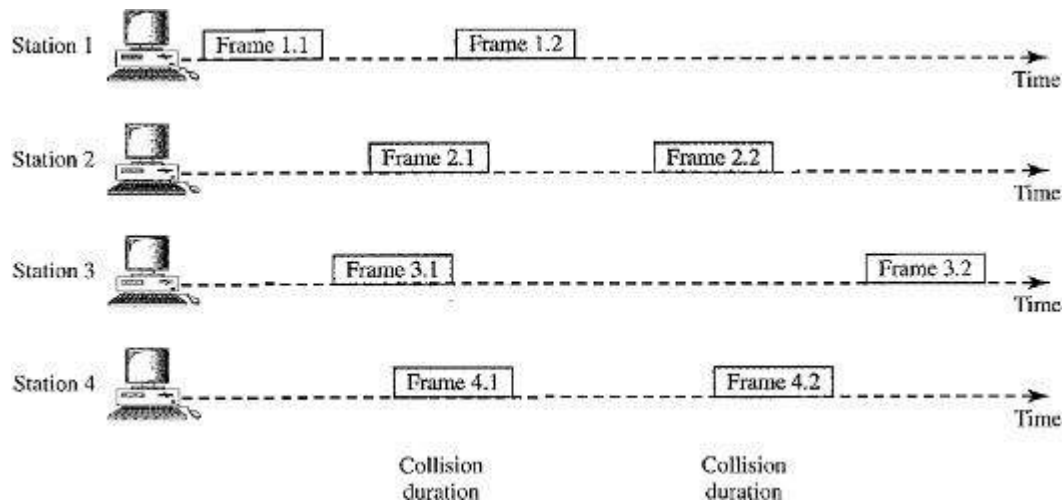 Station 1
Frame 1.1
Frame 1.2
Time
Station 2
Frame 2.1
Frame 2.2
Time
Station 3
Frame 3.1
Frame 3.2
Time
Station 4
Frame 4.1
Frame 4.2
Time
Collision
duration
Collision
duration